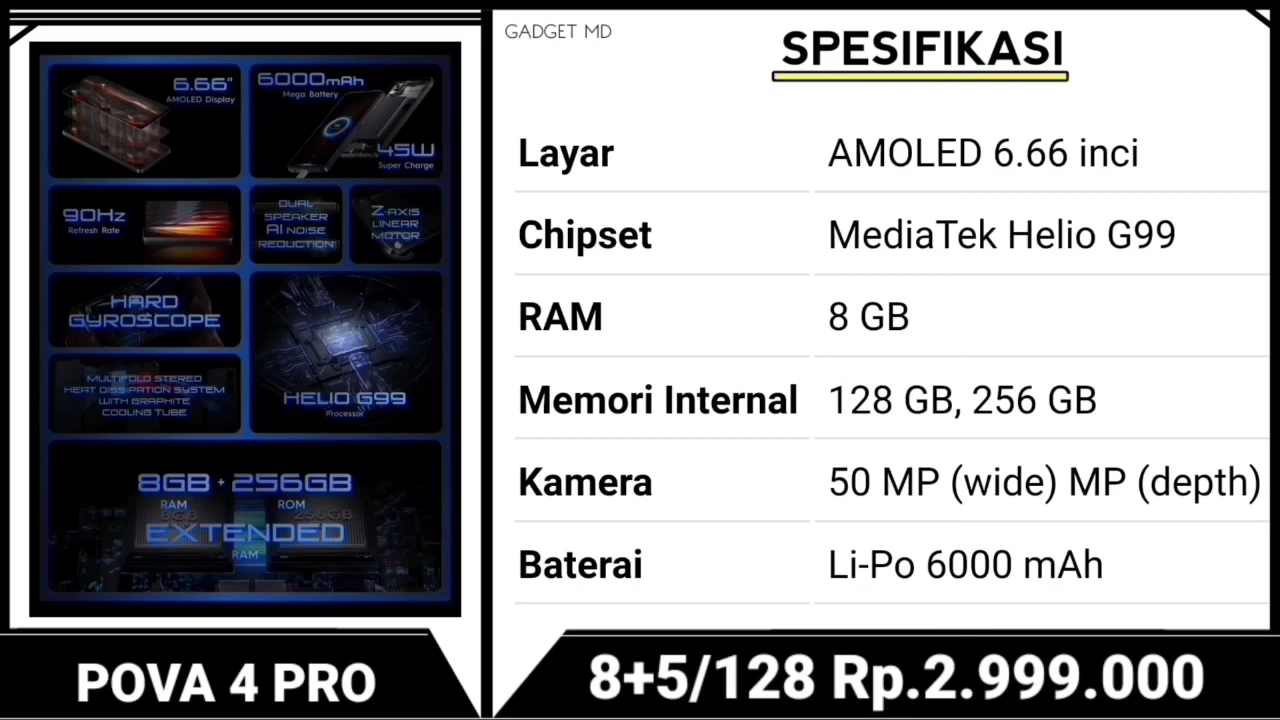 6.66"
AMOLED Display
6000mAh
Mega Battery
45W
Super Charge
90Hz
Refresh Rate
DUAL
SPEAKER
AI NOISE
REDUCTION
Z-AXIS
LINEAR
MOTOR
HARD
GYROSCOPE
MULTIFOLD STEREO
HEAT DISSIPATION SYSTEM
WITH GRAPHITE
COOLING TUBE
HELIO G99
Processor
8GB + 256GB
RAM ROM
8GB 256GB
EXTENDED
RAM
POVA 4 PRO
GADGET MD
SPESIFIKASI
Layar AMOLED 6.66 inci
Chipset MediaTek Helio G99
RAM 8 GB
Memori Internal 128 GB, 256 GB
Kamera 50 MP (wide) MP (depth)
Baterai Li-Po 6000 mAh
8+5/128 Rp.2.999.000